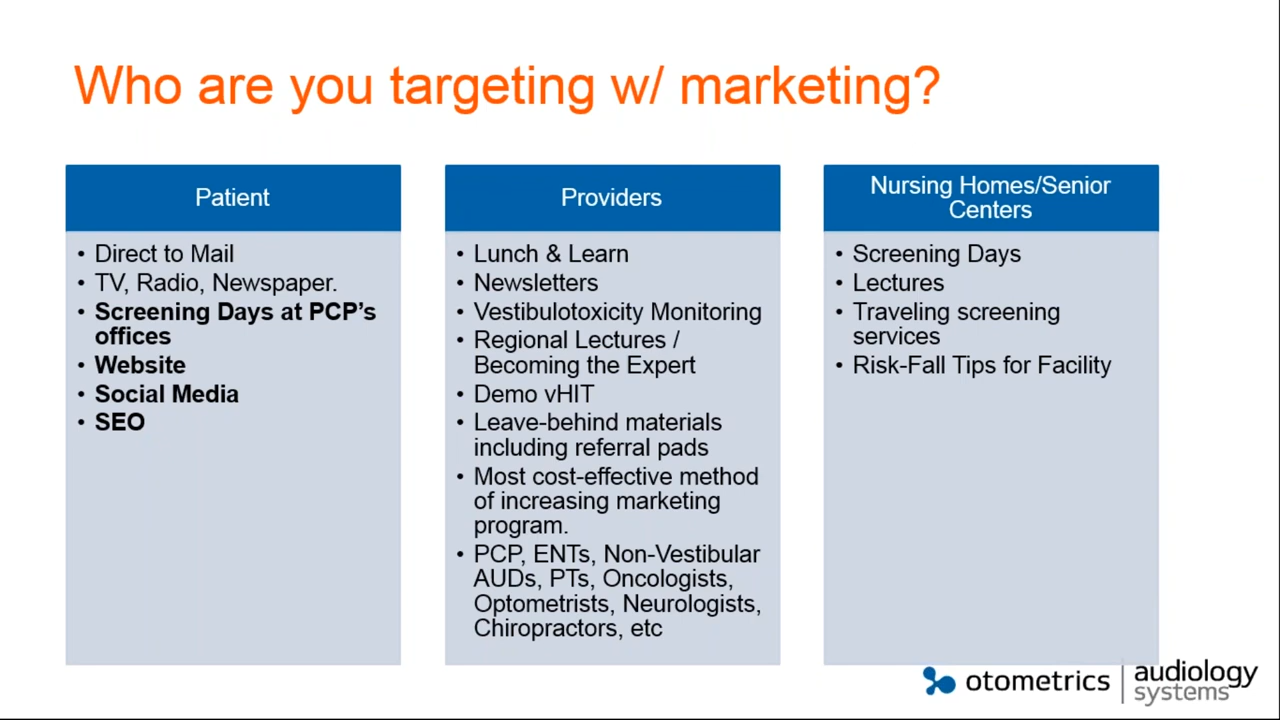 Who are you targeting w/ marketing?
Patient
• Direct to Mail
• TV, Radio, Newspaper.
• Screening Days at PCP's
offices
• Website
• Social Media
• SEO
Providers
• Lunch & Learn
• Newsletters
• Vestibulotoxicity Monitoring
• Regional Lectures /
Becoming the Expert
• Demo vHIT
• Leave-behind materials
including referral pads
• Most cost-effective method
of increasing marketing
program.
• PCP, ENTs, Non-Vestibular
AUDs, PTs, Oncologists,
Optometrists, Neurologists,
Chiropractors, etc
Nursing Homes/Senior
Centers
• Screening Days
• Lectures
• Traveling screening
services
• Risk-Fall Tips for Facility
otometrics
audiology
systems